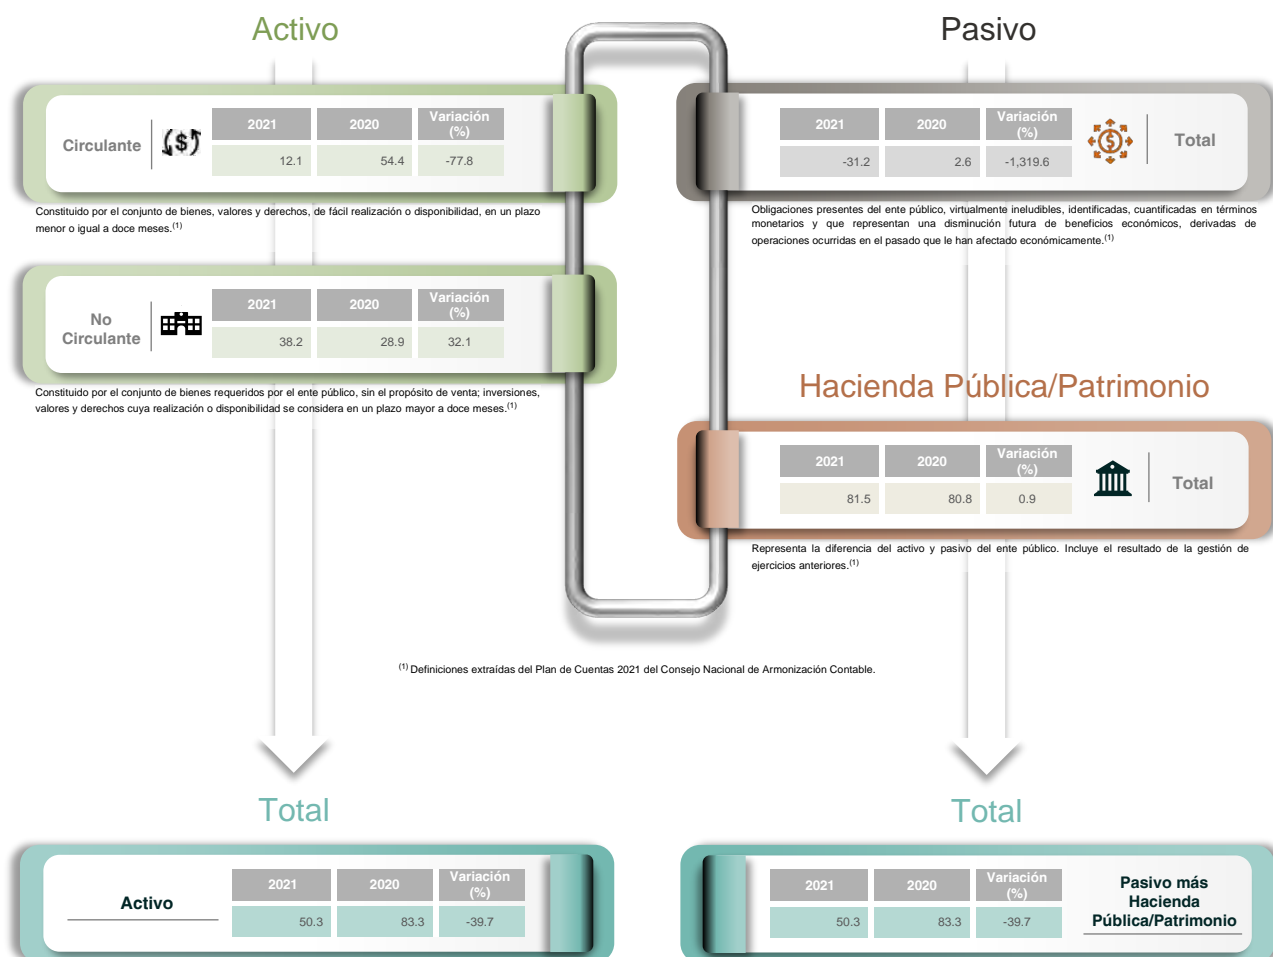 Activo
Circulante
2021 2020 Variación
(%)
12.1 54.4 -77.8
Constituido por el conjunto de bienes, valores y derechos, de fácil realización o disponibilidad, en un plazo
menor o igual a doce meses.(1)
No
Circulante
2021 2020 Variación
(%)
38.2 28.9 32.1
Constituido por el conjunto de bienes requeridos por el ente público, sin el propósito de venta; inversiones,
valores y derechos cuya realización o disponibilidad se considera en un plazo mayor a doce meses.(1)
Pasivo
2021 2020 Variación
(%)
-31.2 2.6 -1,319.6
Total
Obligaciones presentes del ente público, virtualmente ineludibles, identificadas, cuantificadas en términos
monetarios y que representan una disminución futura de beneficios económicos, derivadas de
operaciones ocurridas en el pasado que le han afectado económicamente.(1)
Hacienda Pública/Patrimonio
2021 2020 Variación
(%)
81.5 80.8 0.9
Total
Representa la diferencia del activo y pasivo del ente público. Incluye el resultado de la gestión de
ejercicios anteriores.(1)
(1) Definiciones extraídas del Plan de Cuentas 2021 del Consejo Nacional de Armonización Contable.
Total
Activo
2021 2020 Variación
(%)
50.3 83.3 -39.7
Total
2021 2020 Variación
(%)
50.3 83.3 -39.7
Pasivo más
Hacienda
Pública/Patrimonio